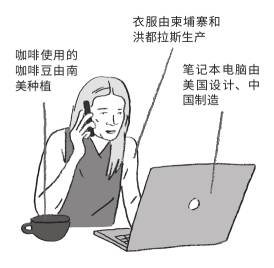 衣服由柬埔寨和
洪都拉斯生产
咖啡使用的
咖啡豆由南
美种植
笔记本电脑由
美国设计、中
国制造